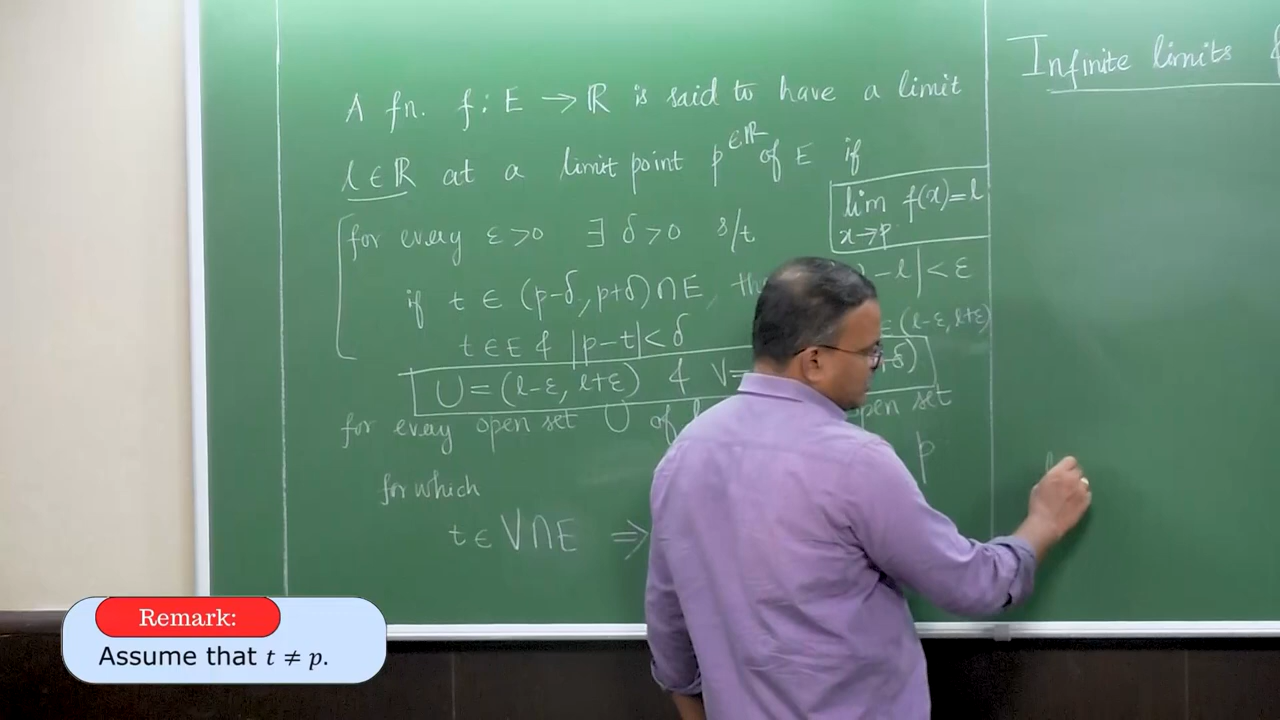 A fn. f : E → ℝ is said to have a limit
l ∈ ℝ at a limit point p ∈ ℝ of E if
lim f(x) = l
x→p
for every ε>0 ∃ δ>0 s/t
if t ∈ (p-δ, p+δ) ∩ E, - l | < ε
t ∈ E & |p-t| < δ ∈ (l-ε, l+ε)
U = (l-ε, l+ε) & V =
for every open set U of open set
p
for which
t ∈ V∩E ⇒
Infinite limits
Remark:
Assume that t ≠ p.